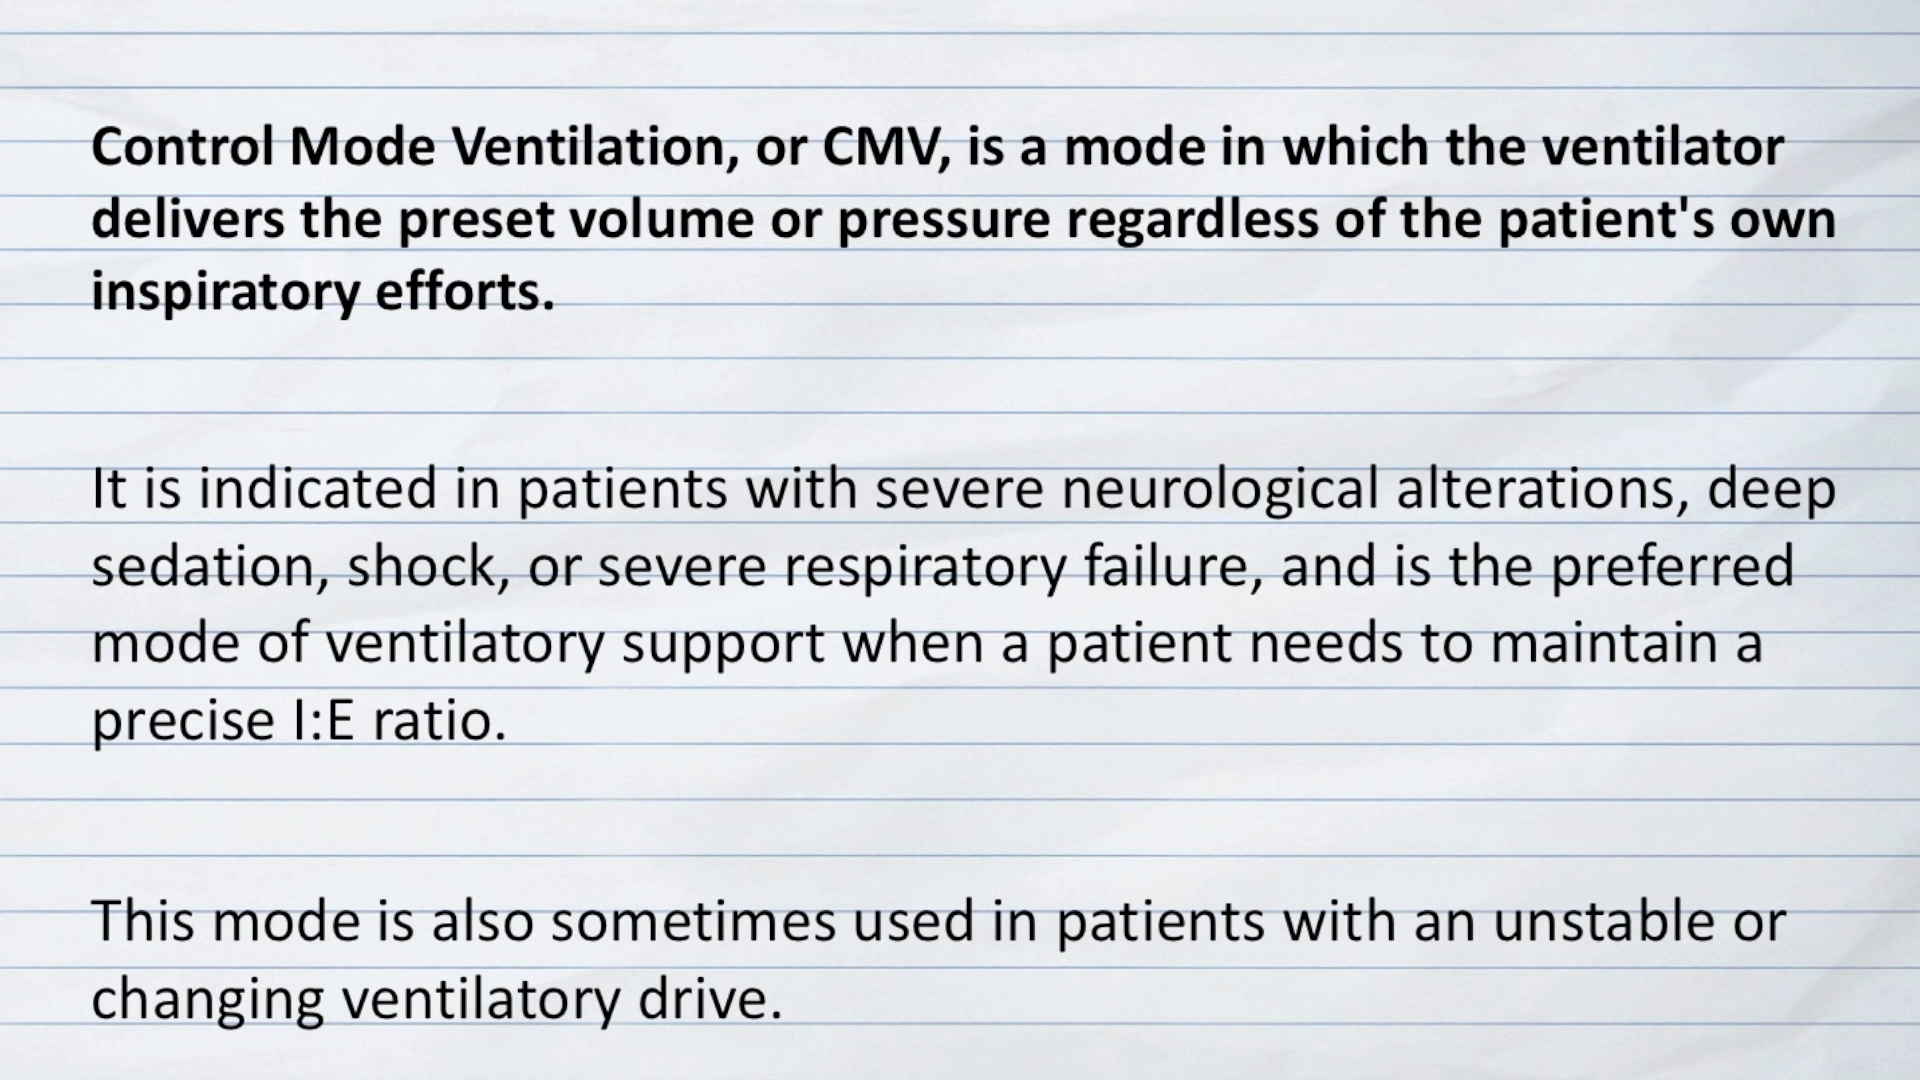 Control Mode Ventilation, or CMV, is a mode in which the ventilator
delivers the preset volume or pressure regardless of the patient's own
inspiratory efforts.
It is indicated in patients with severe neurological alterations, deep
sedation, shock, or severe respiratory failure, and is the preferred
mode of ventilatory support when a patient needs to maintain a
precise I:E ratio.
This mode is also sometimes used in patients with an unstable or
changing ventilatory drive.